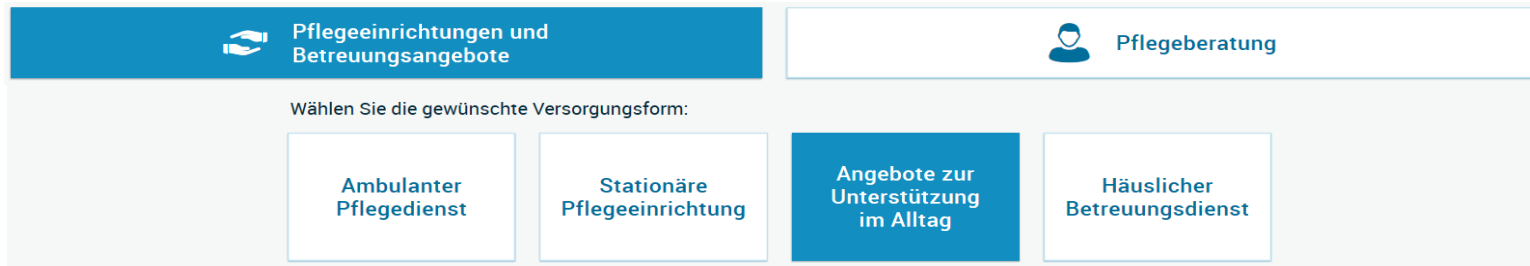 Pflegeeinrichtungen und
Betreuungsangebote
Pflegeberatung
Wählen Sie die gewünschte Versorgungsform:
Ambulanter
Pflegedienst
Stationäre
Pflegeeinrichtung
Angebote zur
Unterstützung
im Alltag
Häuslicher
Betreuungsdienst